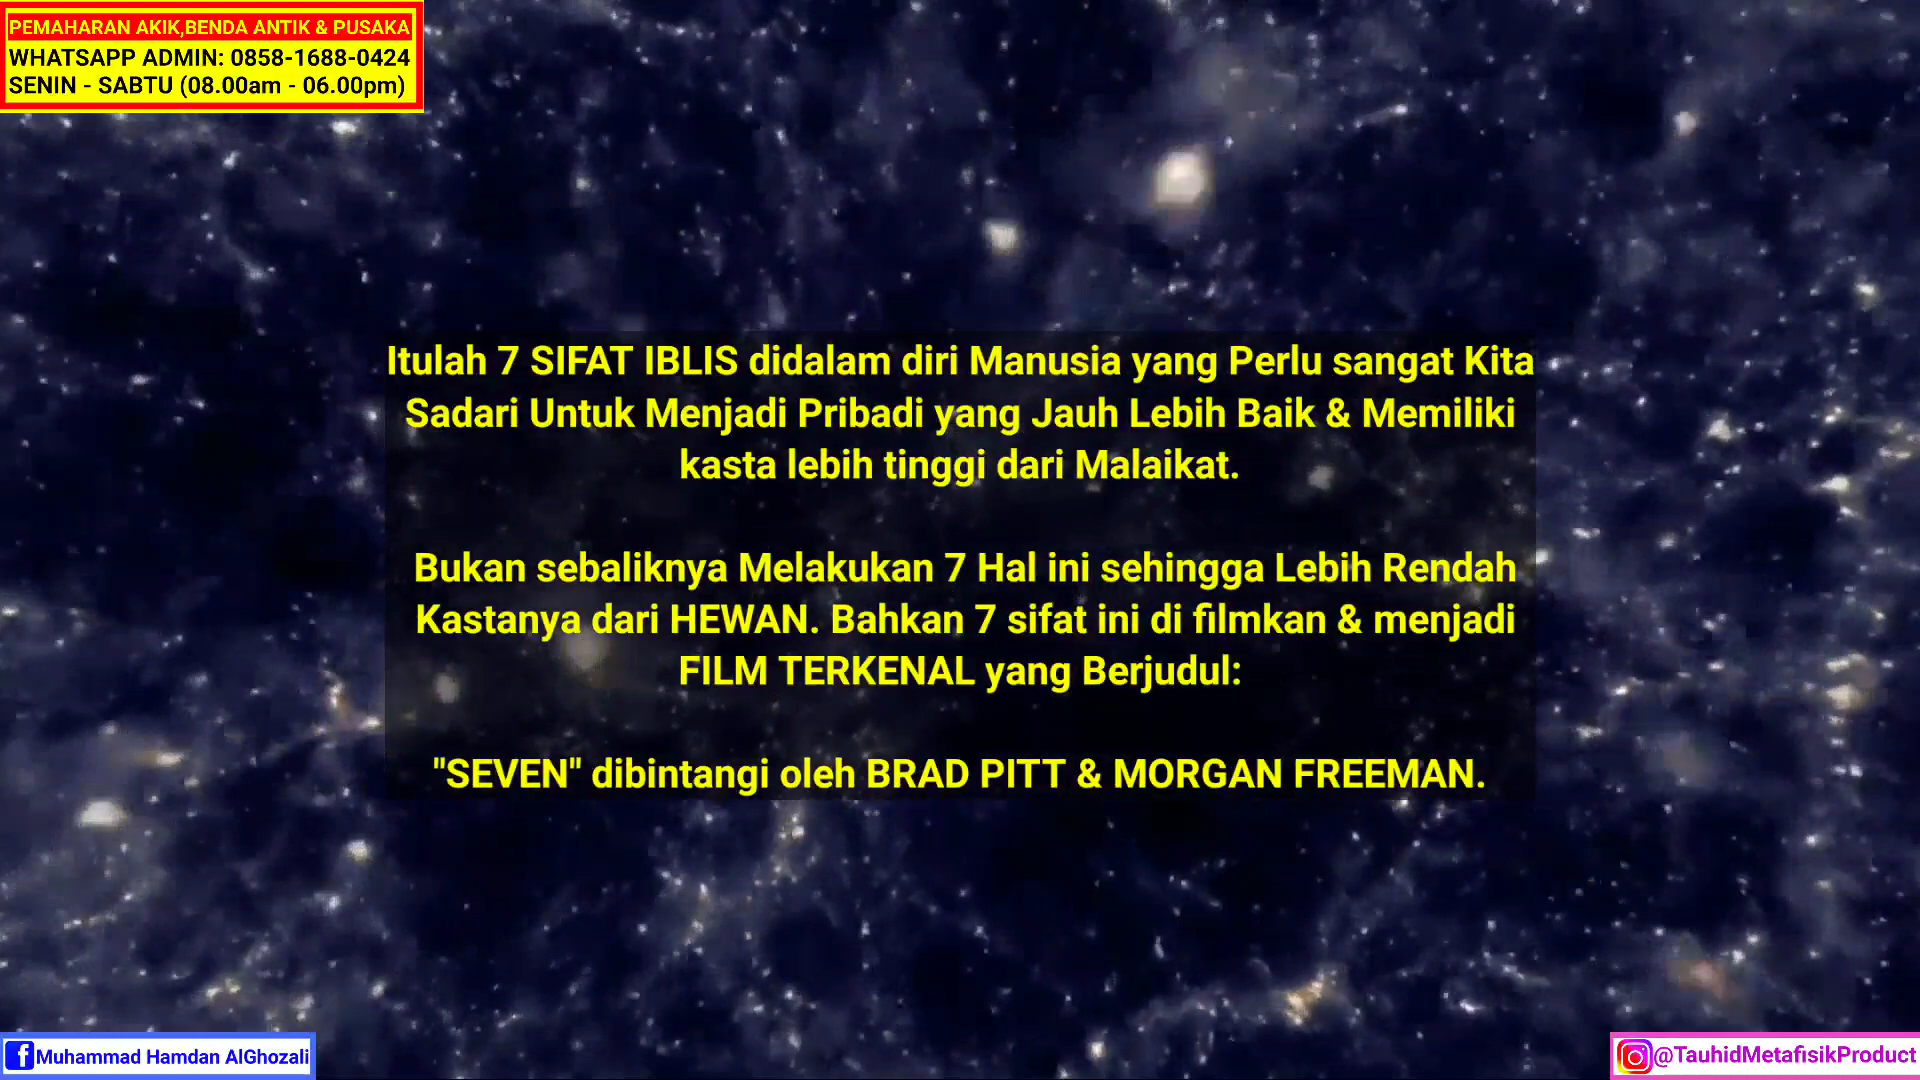 PEMAHARAN AKIK,BENDA ANTIK & PUSAKA
WHATSAPP ADMIN: 0858-1688-0424
SENIN - SABTU (08.00am - 06.00pm)
Itulah 7 SIFAT IBLIS didalam diri Manusia yang Perlu sangat Kita
Sadari Untuk Menjadi Pribadi yang Jauh Lebih Baik & Memiliki
kasta lebih tinggi dari Malaikat.
Bukan sebaliknya Melakukan 7 Hal ini sehingga Lebih Rendah
Kastanya dari HEWAN. Bahkan 7 sifat ini di filmkan & menjadi
FILM TERKENAL yang Berjudul:
"SEVEN" dibintangi oleh BRAD PITT & MORGAN FREEMAN.
Muhammad Hamdan AlGhozali
@TauhidMetafisikProduct